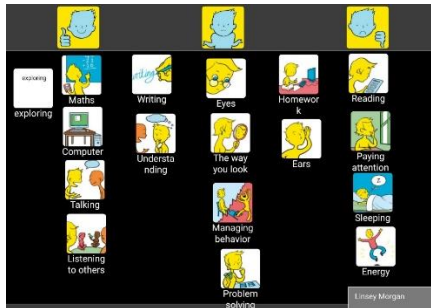 exploring
exploring
Maths
Writing
Eyes
Homewor
k
Reading
Computer
Understa
nding
The way
you look
Ears
Paying
attention
Talking
Managing
behavior
Sleeping
Listening
to others
Problem
solving
Energy
Linsey Morgan